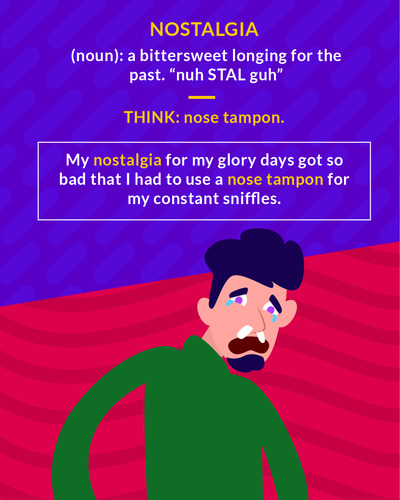 NOSTALGIA
(noun): a bittersweet longing for the
past. “nuh STAL guh”
THINK: nose tampon.
My nostalgia for my glory days got so
bad that I had to use a nose tampon for
my constant sniffles.